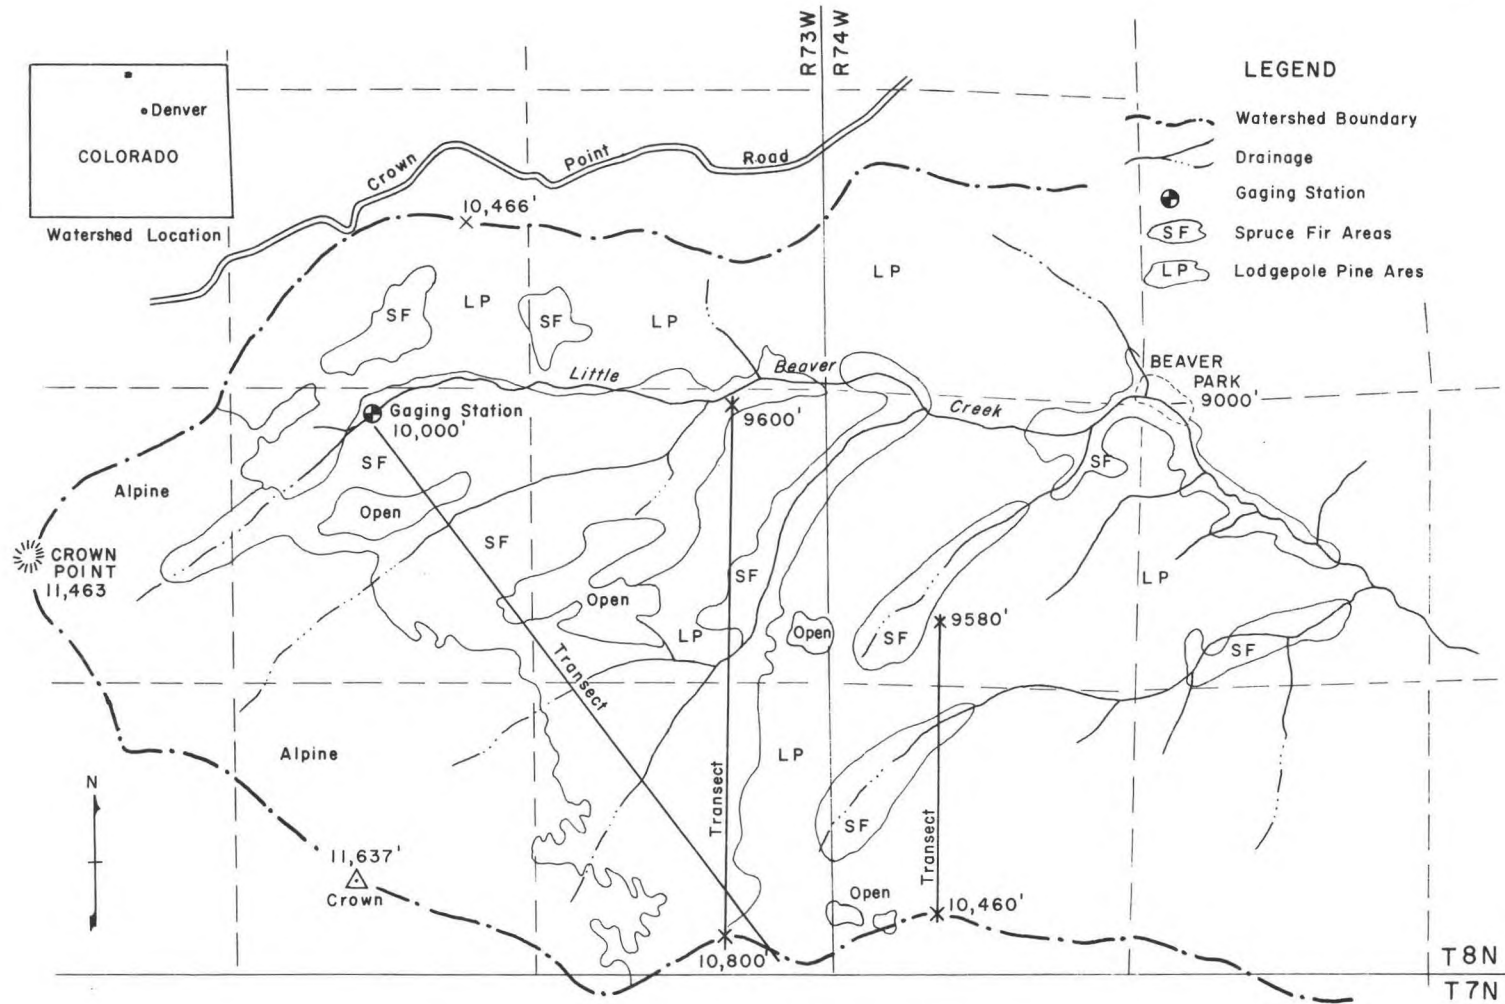 R73W
R74W
LEGEND
Watershed Boundary
Drainage
Gaging Station
SF
Spruce Fir Areas
LP
Lodgepole Pine Ares
Denver
COLORADO
Watershed Location
Crown
Point
Road
10,466'
LP
LP
LP
SF
SF
Little
Beaver
Creek
BEAVER
PARK
9000'
Gaging Station
10,000'
9600'
SF
SF
Alpine
Open
SF
CROWN
POINT
11,463
Open
SF
LP
Open
SF
9580'
LP
SF
Transect
Alpine
LP
N
Transect
SF
Transect
11,637'
Crown
Open
10,460'
10,800'
T8N
T7N